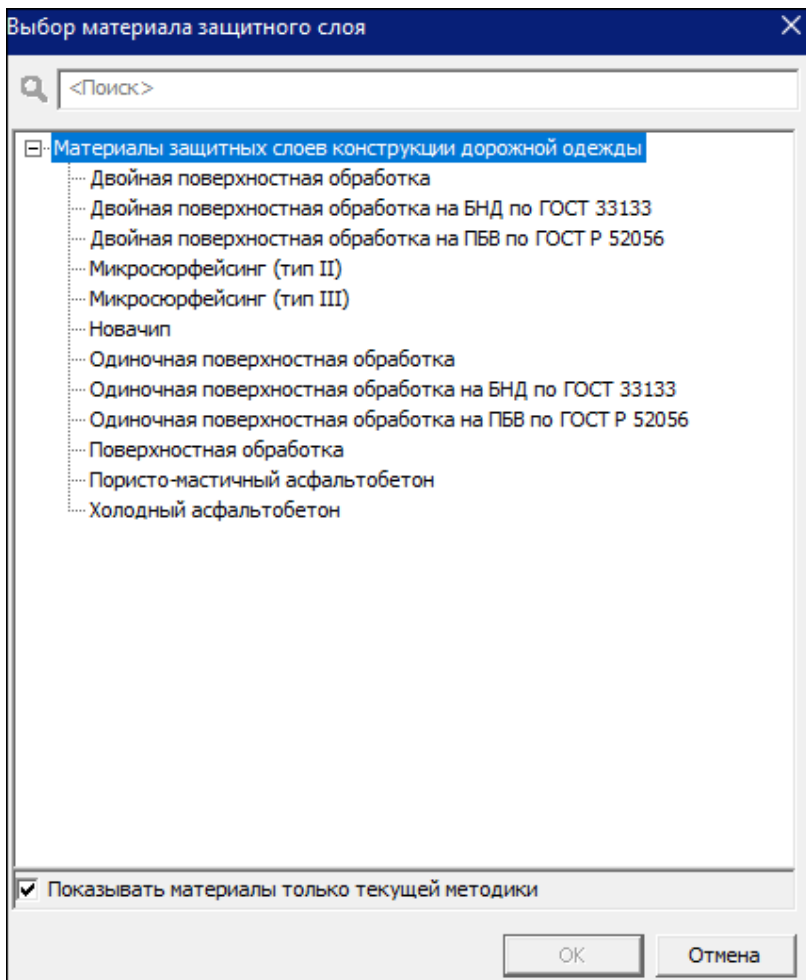 Выбор материала защитного слоя
<Поиск>
Материалы защитных слоев конструкции дорожной одежды
Двойная поверхностная обработка
Двойная поверхностная обработка на БНД по ГОСТ 33133
Двойная поверхностная обработка на ПБВ по ГОСТ Р 52056
Микросюрфейсинг (тип II)
Микросюрфейсинг (тип III)
Новачип
Одиночная поверхностная обработка
Одиночная поверхностная обработка на БНД по ГОСТ 33133
Одиночная поверхностная обработка на ПБВ по ГОСТ Р 52056
Поверхностная обработка
Пористо-мастичный асфальтобетон
Холодный асфальтобетон
Показывать материалы только текущей методики
ОК Отмена